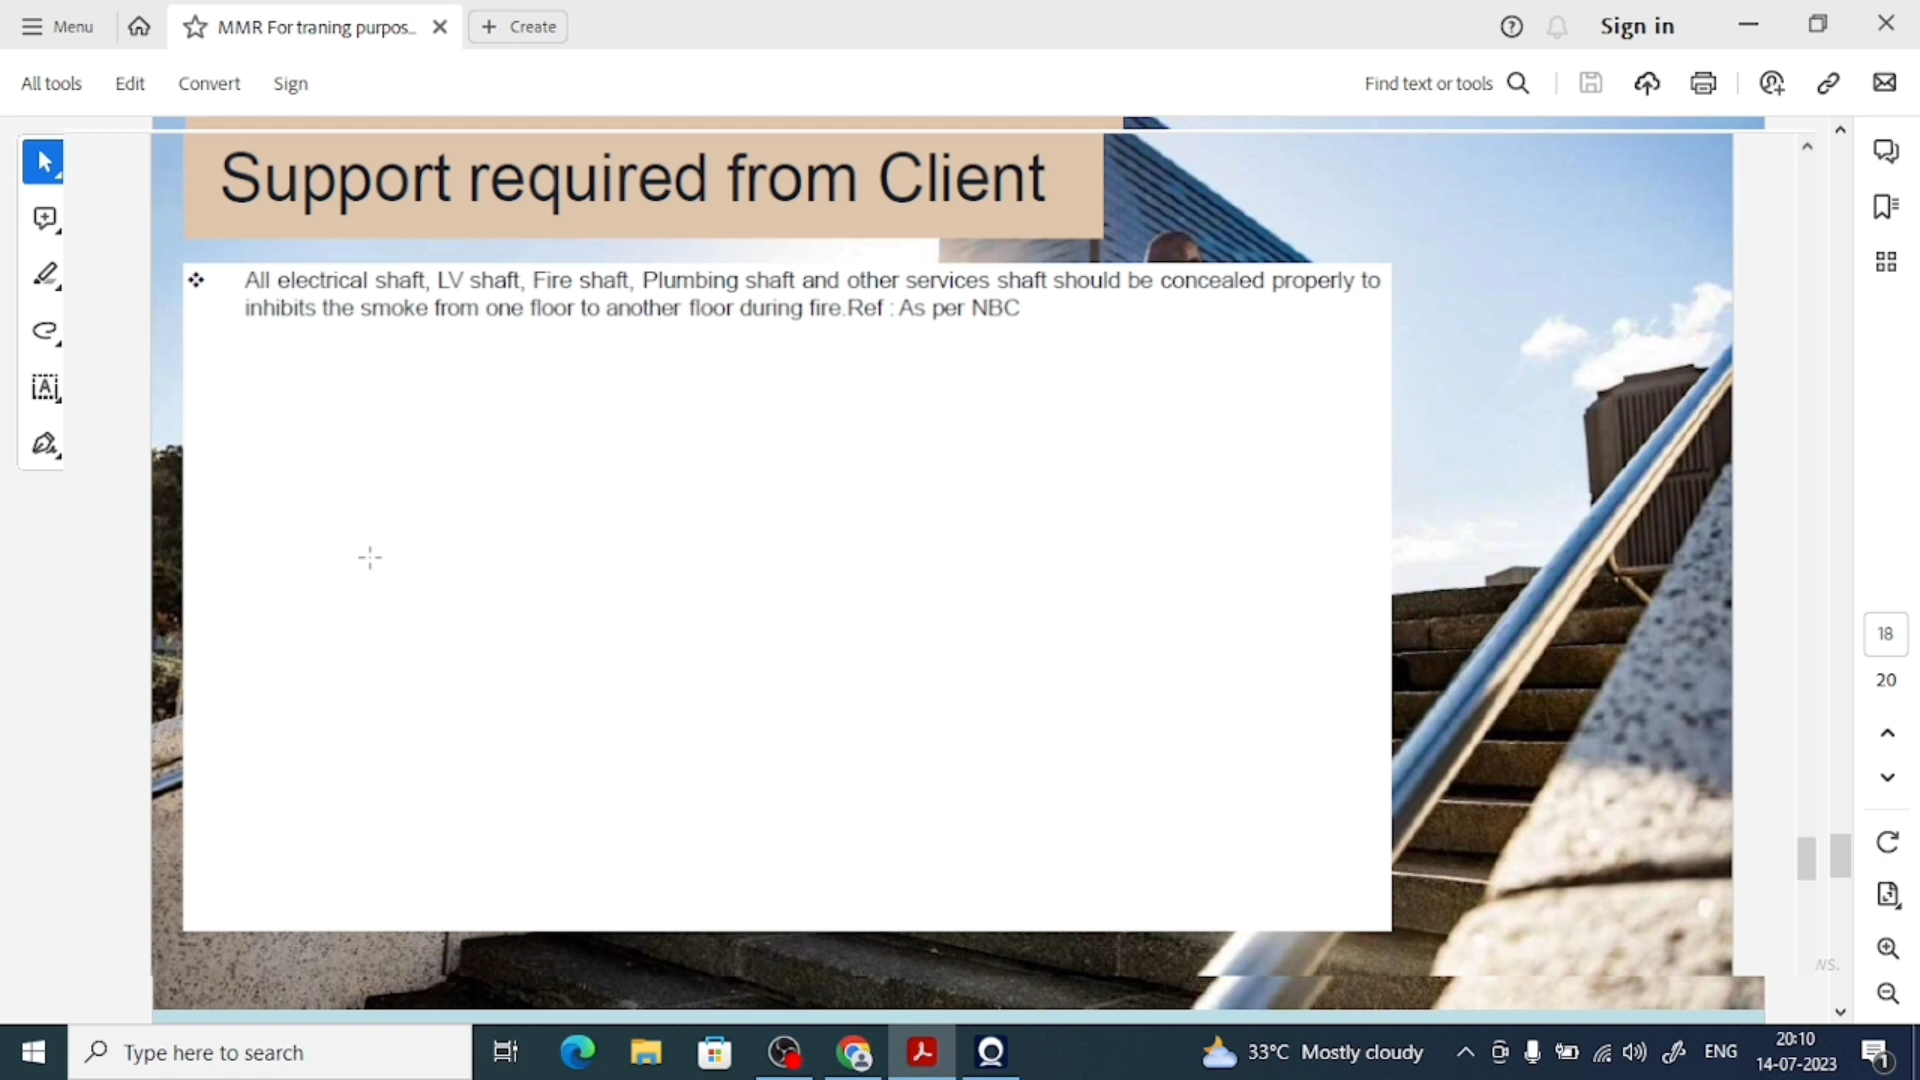 Menu
MMR For traning purpos...
Create
Sign in
All tools
Edit
Convert
Sign
Find text or tools
Support required from Client
All electrical shaft, LV shaft, Fire shaft, Plumbing shaft and other services shaft should be concealed properly to
inhibits the smoke from one floor to another floor during fire.Ref : As per NBC
18
20
WS.
Type here to search
33°C Mostly cloudy
ENG
20:10
14-07-2023
1